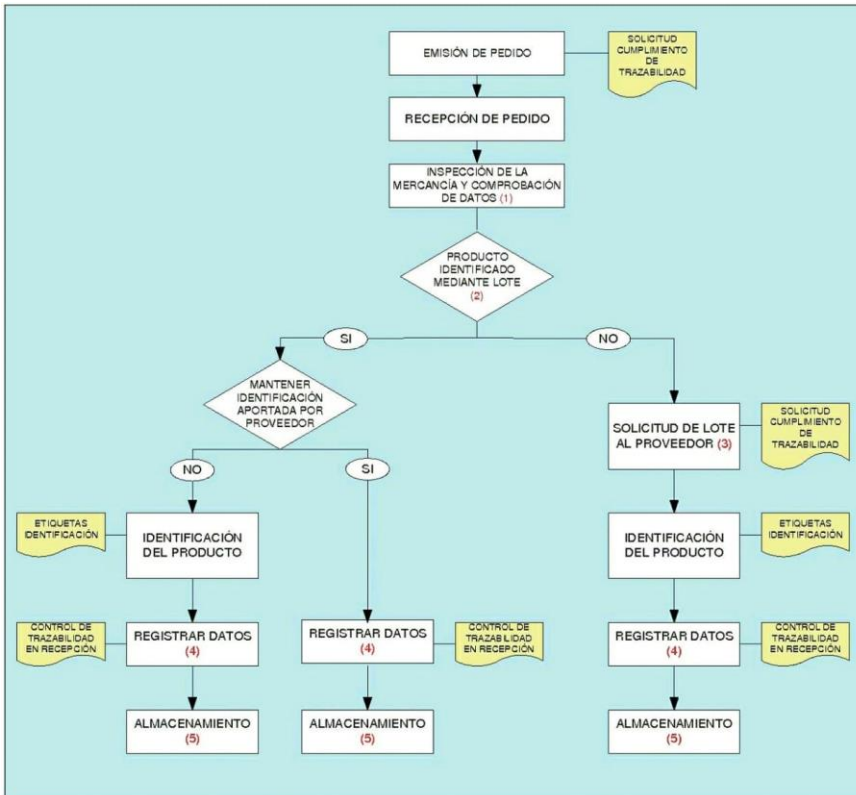 EMISIÓN DE PEDIDO
SOLICITUD
CUMPLIMIENTO
DE
TRAZABILIDAD
RECEPCIÓN DE PEDIDO
INSPECCIÓN DE LA
MERCANCÍA Y COMPROBACIÓN
DE DATOS (1)
PRODUCTO
IDENTIFICADO
MEDIANTE LOTE
(2)
SI
NO
MANTENER
IDENTIFICACIÓN
APORTADA POR
PROVEEDOR
SOLICITUD DE LOTE
AL PROVEEDOR (3)
SOLICITUD
CUMPLIMIENTO
DE
TRAZABILIDAD
NO
SI
ETIQUETAS
IDENTIFICACIÓN
IDENTIFICACIÓN
DEL PRODUCTO
IDENTIFICACIÓN
DEL PRODUCTO
ETIQUETAS
IDENTIFICACIÓN
CONTROL DE
TRAZABILIDAD
EN RECEPCIÓN
REGISTRAR DATOS
(4)
REGISTRAR DATOS
(4)
CONTROL DE
TRAZABILIDAD
EN RECEPCIÓN
REGISTRAR DATOS
(4)
CONTROL DE
TRAZABILIDAD
EN RECEPCIÓN
ALMACENAMIENTO
(5)
ALMACENAMIENTO
(5)
ALMACENAMIENTO
(5)